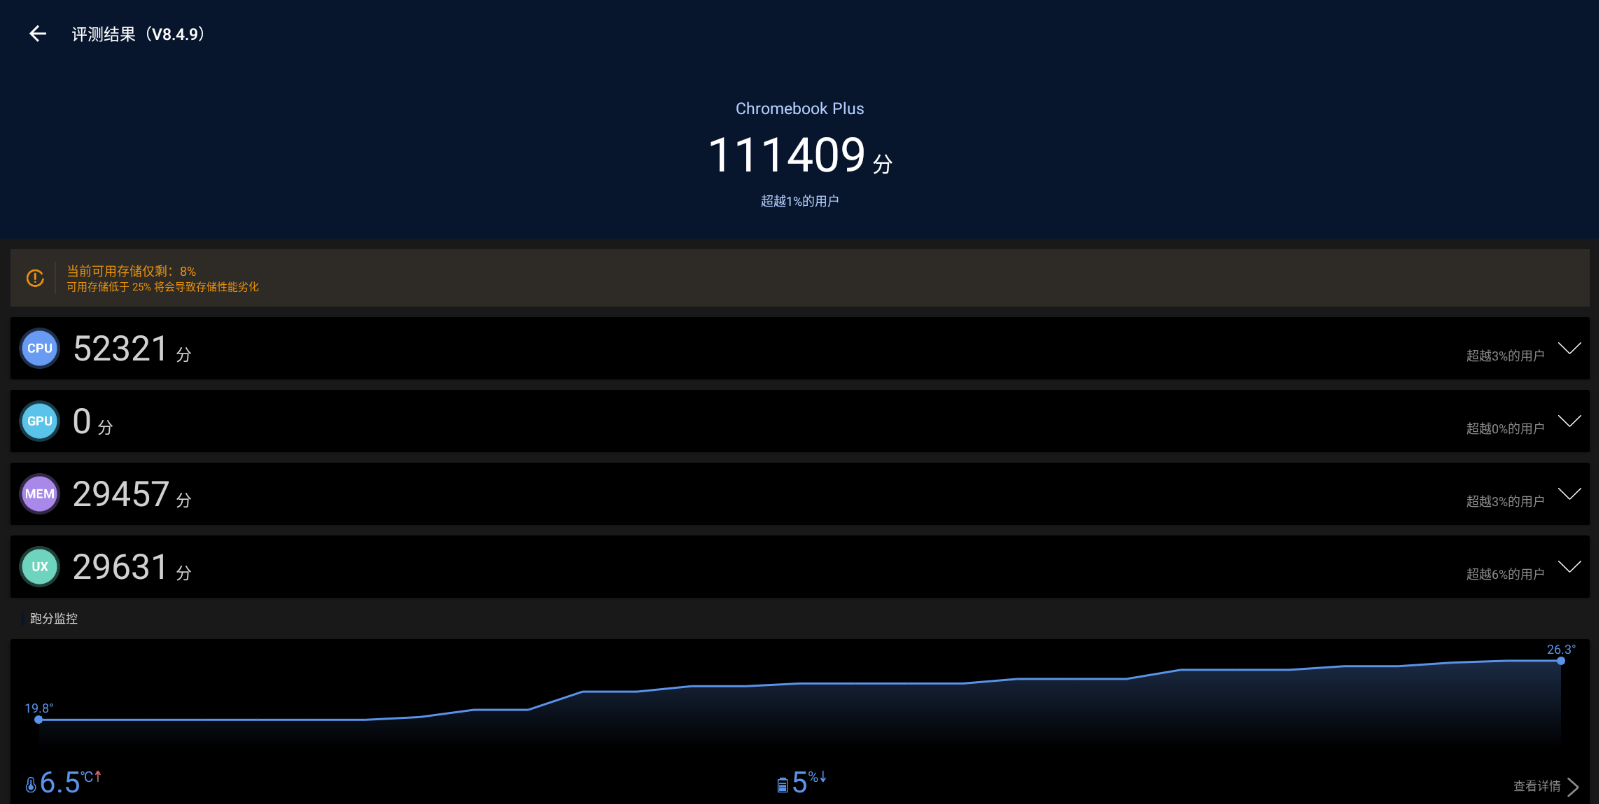 评测结果（V8.4.9）
Chromebook Plus
111409 分
超越1%的用户
当前可用存储仅剩：8%
可用存储低于 25% 将会导致存储性能劣化
CPU 52321 分 超越3%的用户
GPU 0 分 超越0%的用户
MEM 29457 分 超越3%的用户
UX 29631 分 超越6%的用户
跑分监控
26.3°
19.8°
6.5℃↑ 5%↓ 查看详情